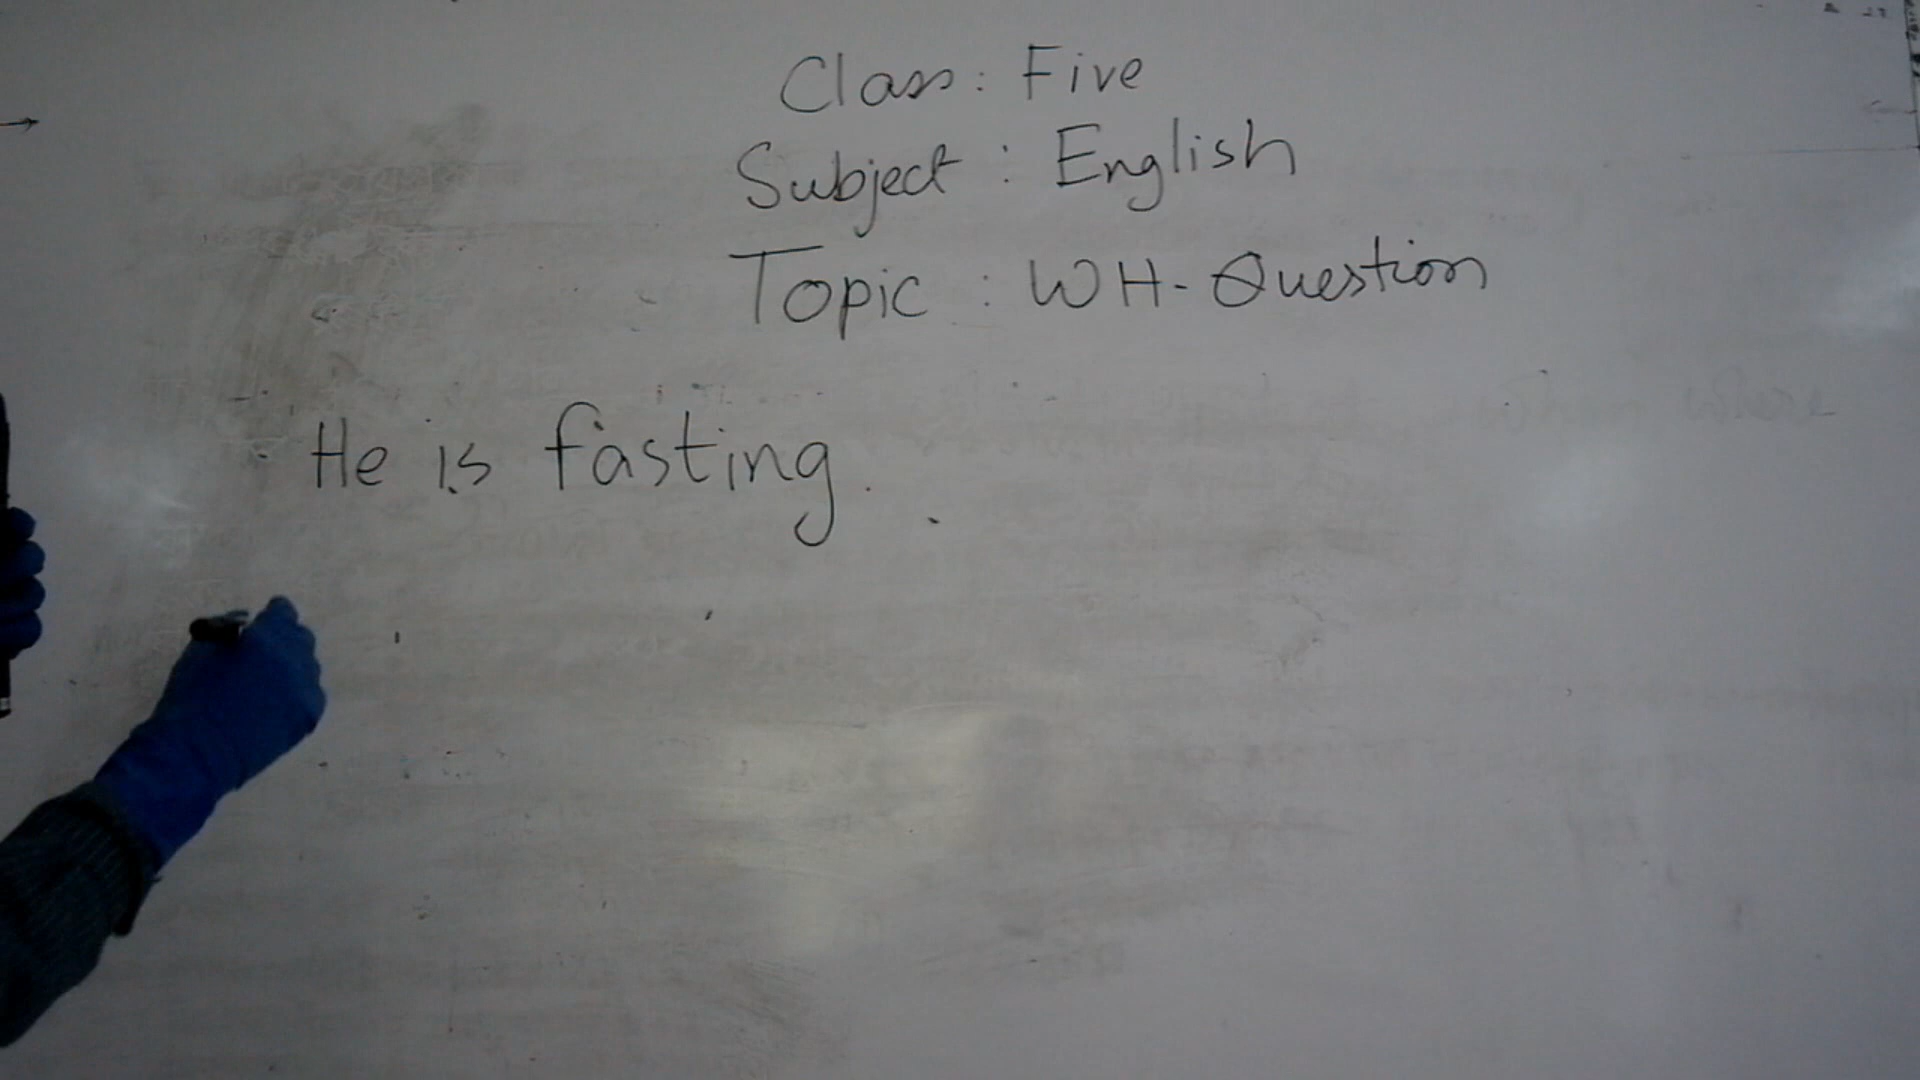 Class: Five
Subject : English
Topic : WH-Question
He is fasting.